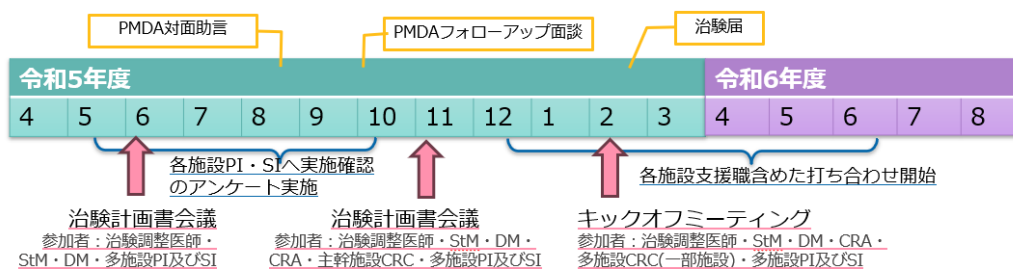 PMDA対面助言
PMDAフォローアップ面談
治験届
令和5年度
令和6年度
4 5 6 7 8 9 10 11 12 1 2 3 4 5 6 7 8
各施設PI・SIへ実施確認
のアンケート実施
各施設支援職含めた打ち合わせ開始
治験計画書会議
参加者：治験調整医師・
StM・DM・多施設PI及びSI
治験計画書会議
参加者：治験調整医師・StM・DM・
CRA・主幹施設CRC・多施設PI及びSI
キックオフミーティング
参加者：治験調整医師・StM・DM・CRA・
多施設CRC(一部施設)・多施設PI及びSI